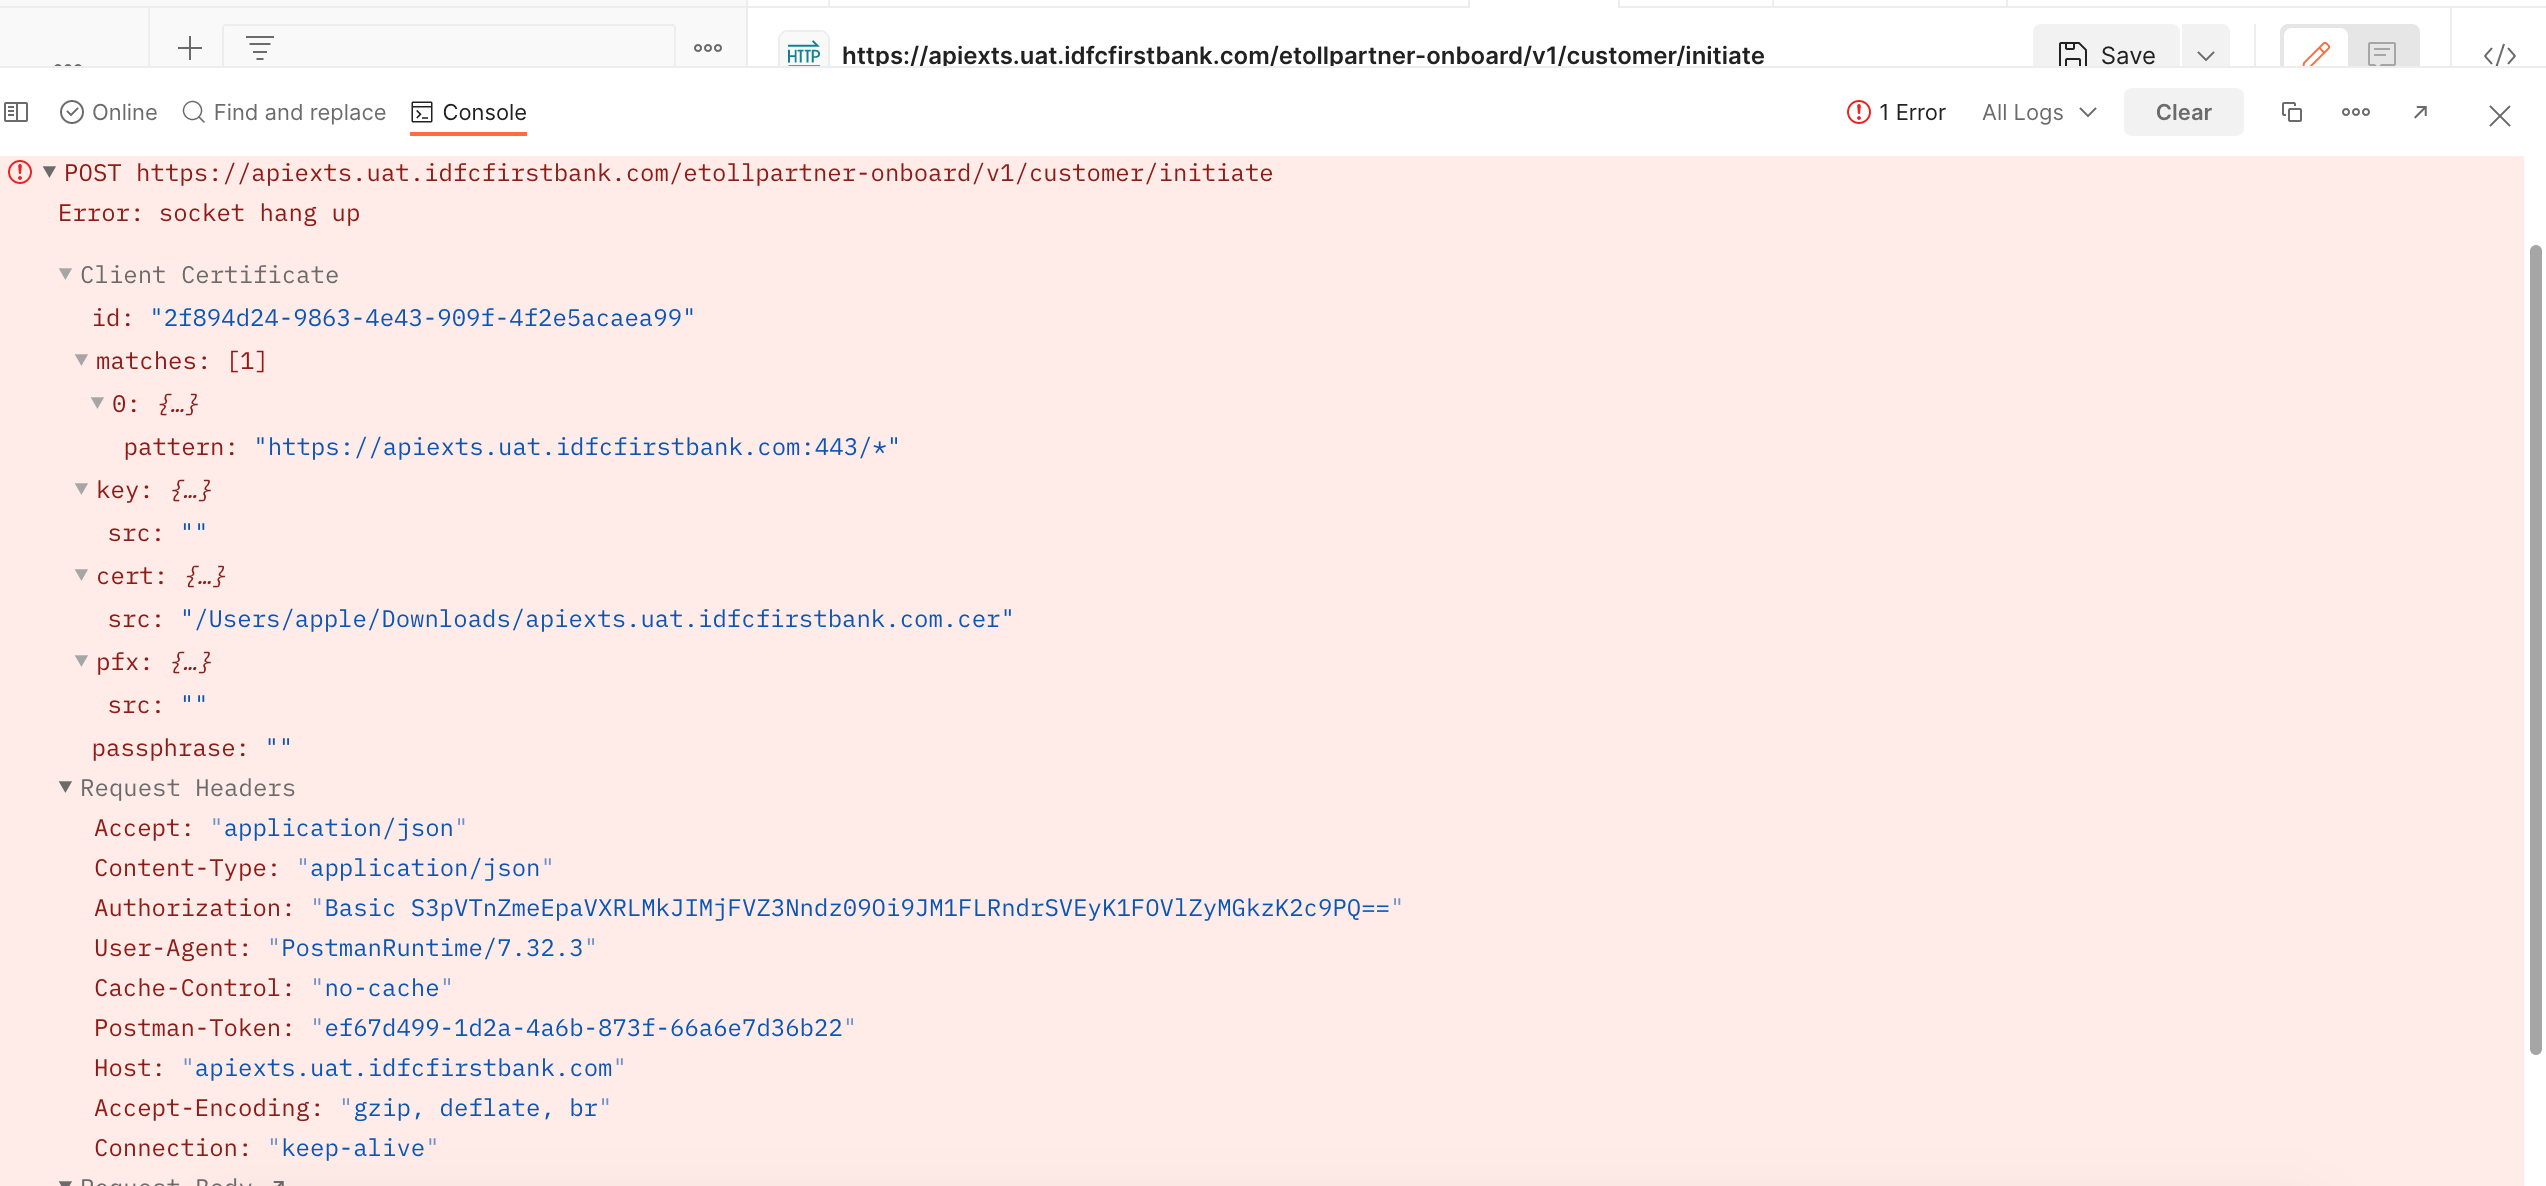 HTTP https://apiexts.uat.idfcfirstbank.com/etollpartner-onboard/v1/customer/initiate Save
Online Find and replace Console 1 Error All Logs Clear
POST https://apiexts.uat.idfcfirstbank.com/etollpartner-onboard/v1/customer/initiate
Error: socket hang up
Client Certificate
id: "2f894d24-9863-4e43-909f-4f2e5acaea99"
matches: [1]
0: {…}
pattern: "https://apiexts.uat.idfcfirstbank.com:443/*"
key: {…}
src: ""
cert: {…}
src: "/Users/apple/Downloads/apiexts.uat.idfcfirstbank.com.cer"
pfx: {…}
src: ""
passphrase: ""
Request Headers
Accept: "application/json"
Content-Type: "application/json"
Authorization: "Basic S3pVTnZmeEpaVXRLMkJIMjFVZ3Nndz09Oi9JM1FLRndrSVEyK1FOVlZyMGkzK2c9PQ=="
User-Agent: "PostmanRuntime/7.32.3"
Cache-Control: "no-cache"
Postman-Token: "ef67d499-1d2a-4a6b-873f-66a6e7d36b22"
Host: "apiexts.uat.idfcfirstbank.com"
Accept-Encoding: "gzip, deflate, br"
Connection: "keep-alive"
Request Body